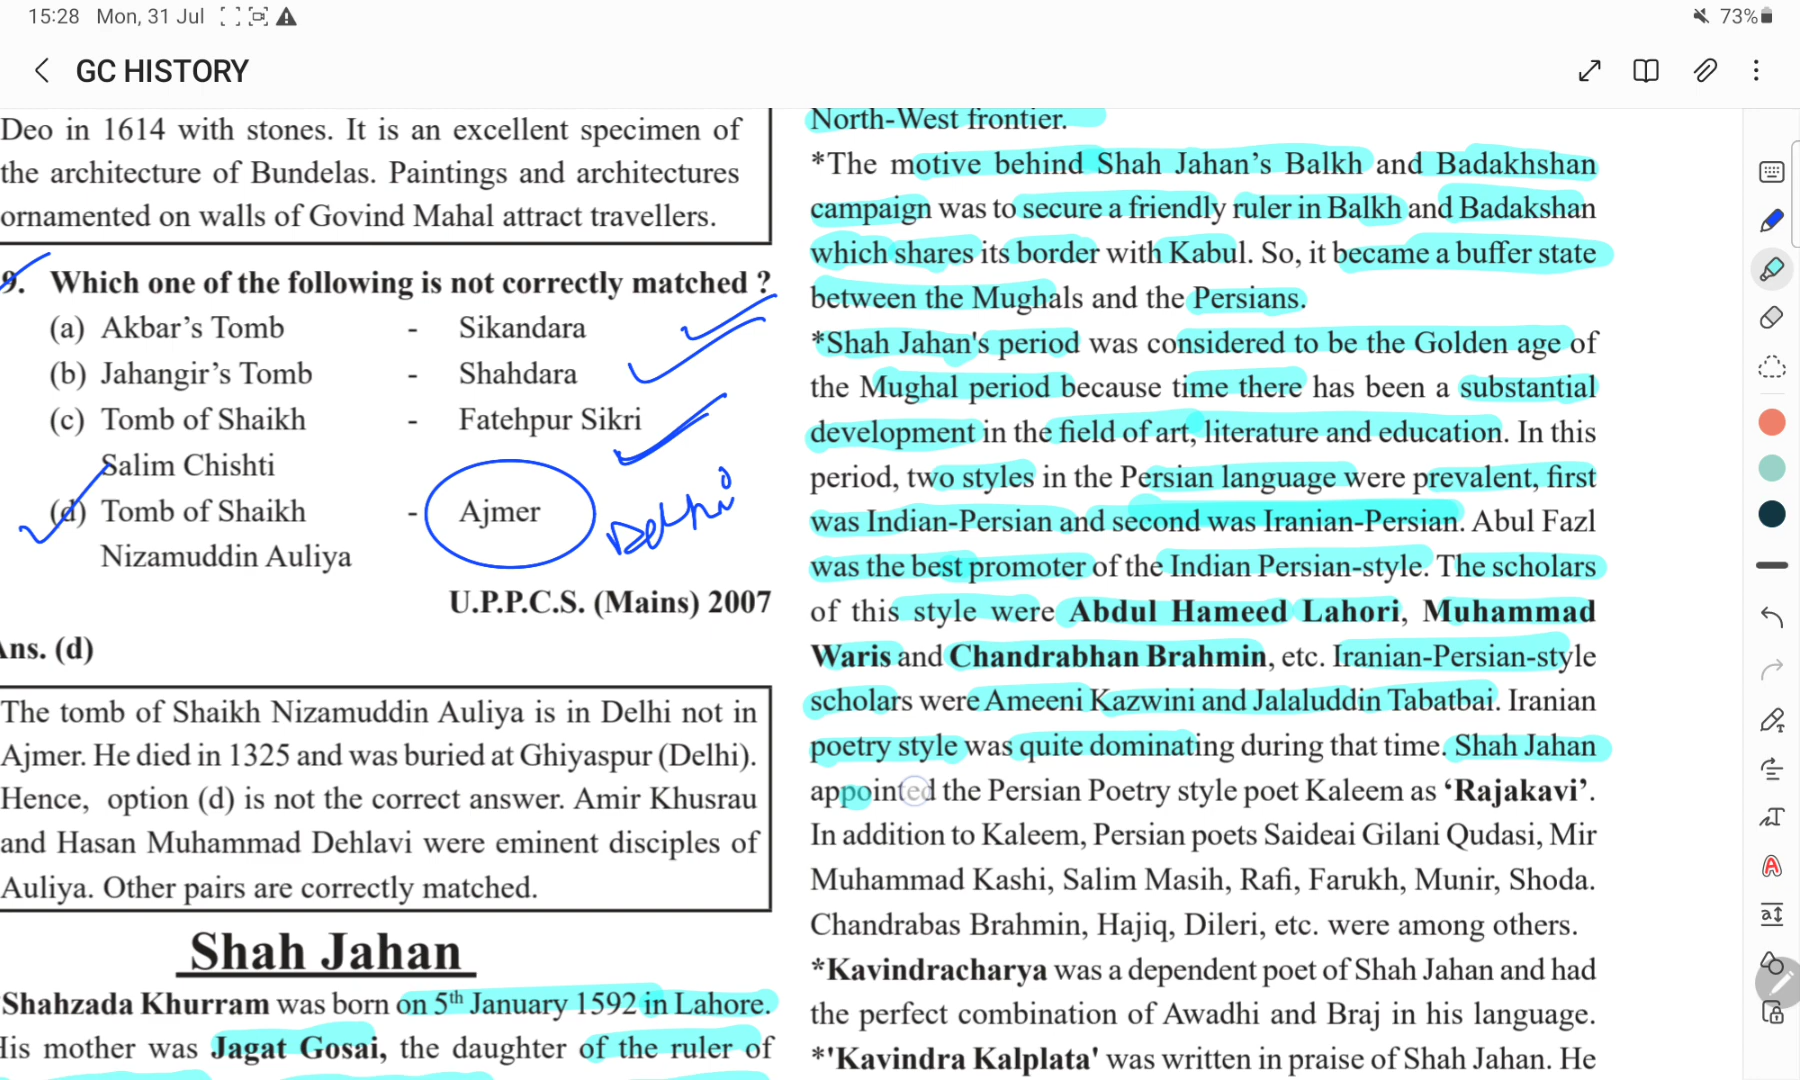 15:28 Mon, 31 Jul
73%
GC HISTORY
Deo in 1614 with stones. It is an excellent specimen of
the architecture of Bundelas. Paintings and architectures
ornamented on walls of Govind Mahal attract travellers.
9. Which one of the following is not correctly matched ?
(a) Akbar’s Tomb - Sikandara
(b) Jahangir’s Tomb - Shahdara
(c) Tomb of Shaikh - Fatehpur Sikri
Salim Chishti
(d) Tomb of Shaikh - Ajmer Delhi
Nizamuddin Auliya
U.P.P.C.S. (Mains) 2007
Ans. (d)
The tomb of Shaikh Nizamuddin Auliya is in Delhi not in
Ajmer. He died in 1325 and was buried at Ghiyaspur (Delhi).
Hence, option (d) is not the correct answer. Amir Khusrau
and Hasan Muhammad Dehlavi were eminent disciples of
Auliya. Other pairs are correctly matched.
Shah Jahan
Shahzada Khurram was born on 5th January 1592 in Lahore.
His mother was Jagat Gosai, the daughter of the ruler of
North-West frontier.
*The motive behind Shah Jahan’s Balkh and Badakhshan
campaign was to secure a friendly ruler in Balkh and Badakshan
which shares its border with Kabul. So, it became a buffer state
between the Mughals and the Persians.
*Shah Jahan's period was considered to be the Golden age of
the Mughal period because time there has been a substantial
development in the field of art, literature and education. In this
period, two styles in the Persian language were prevalent, first
was Indian-Persian and second was Iranian-Persian. Abul Fazl
was the best promoter of the Indian Persian-style. The scholars
of this style were Abdul Hameed Lahori, Muhammad
Waris and Chandrabhan Brahmin, etc. Iranian-Persian-style
scholars were Ameeni Kazwini and Jalaluddin Tabatbai. Iranian
poetry style was quite dominating during that time. Shah Jahan
appointed the Persian Poetry style poet Kaleem as ‘Rajakavi’.
In addition to Kaleem, Persian poets Saideai Gilani Qudasi, Mir
Muhammad Kashi, Salim Masih, Rafi, Farukh, Munir, Shoda.
Chandrabas Brahmin, Hajiq, Dileri, etc. were among others.
*Kavindracharya was a dependent poet of Shah Jahan and had
the perfect combination of Awadhi and Braj in his language.
*'Kavindra Kalplata' was written in praise of Shah Jahan. He